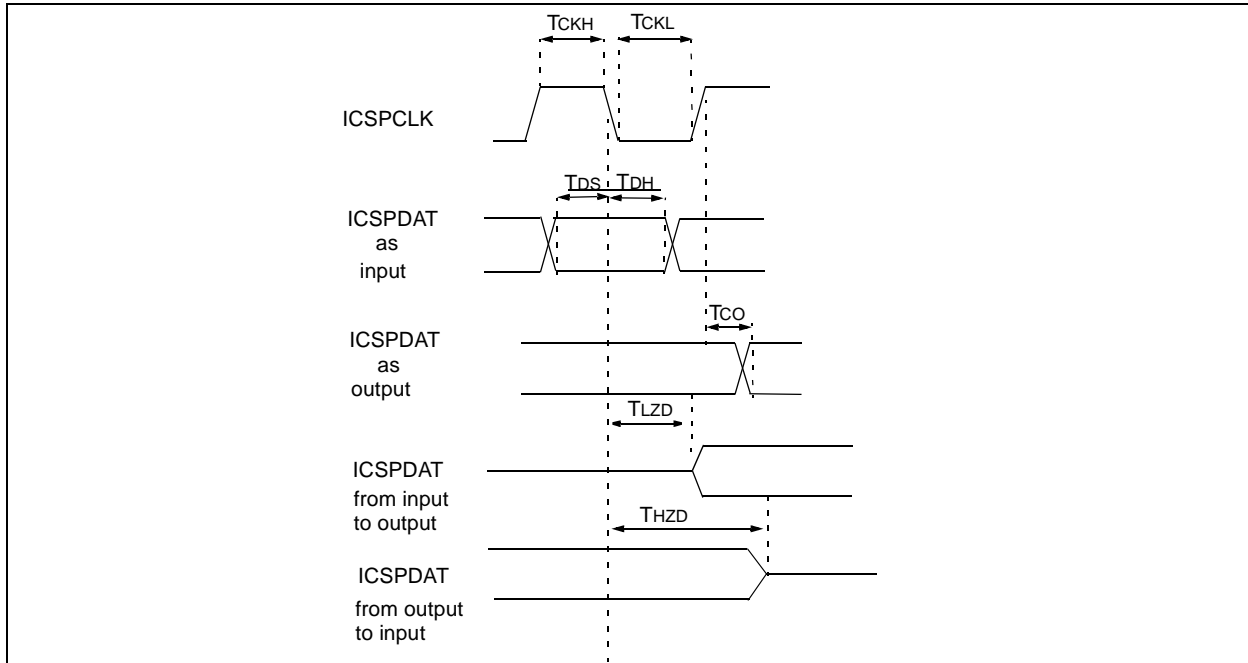 TCKH TCKL
ICSPCLK
TDS TDH
ICSPDAT
as
input
TCO
ICSPDAT
as
output
TLZD
ICSPDAT
from input
to output
THZD
ICSPDAT
from output
to input